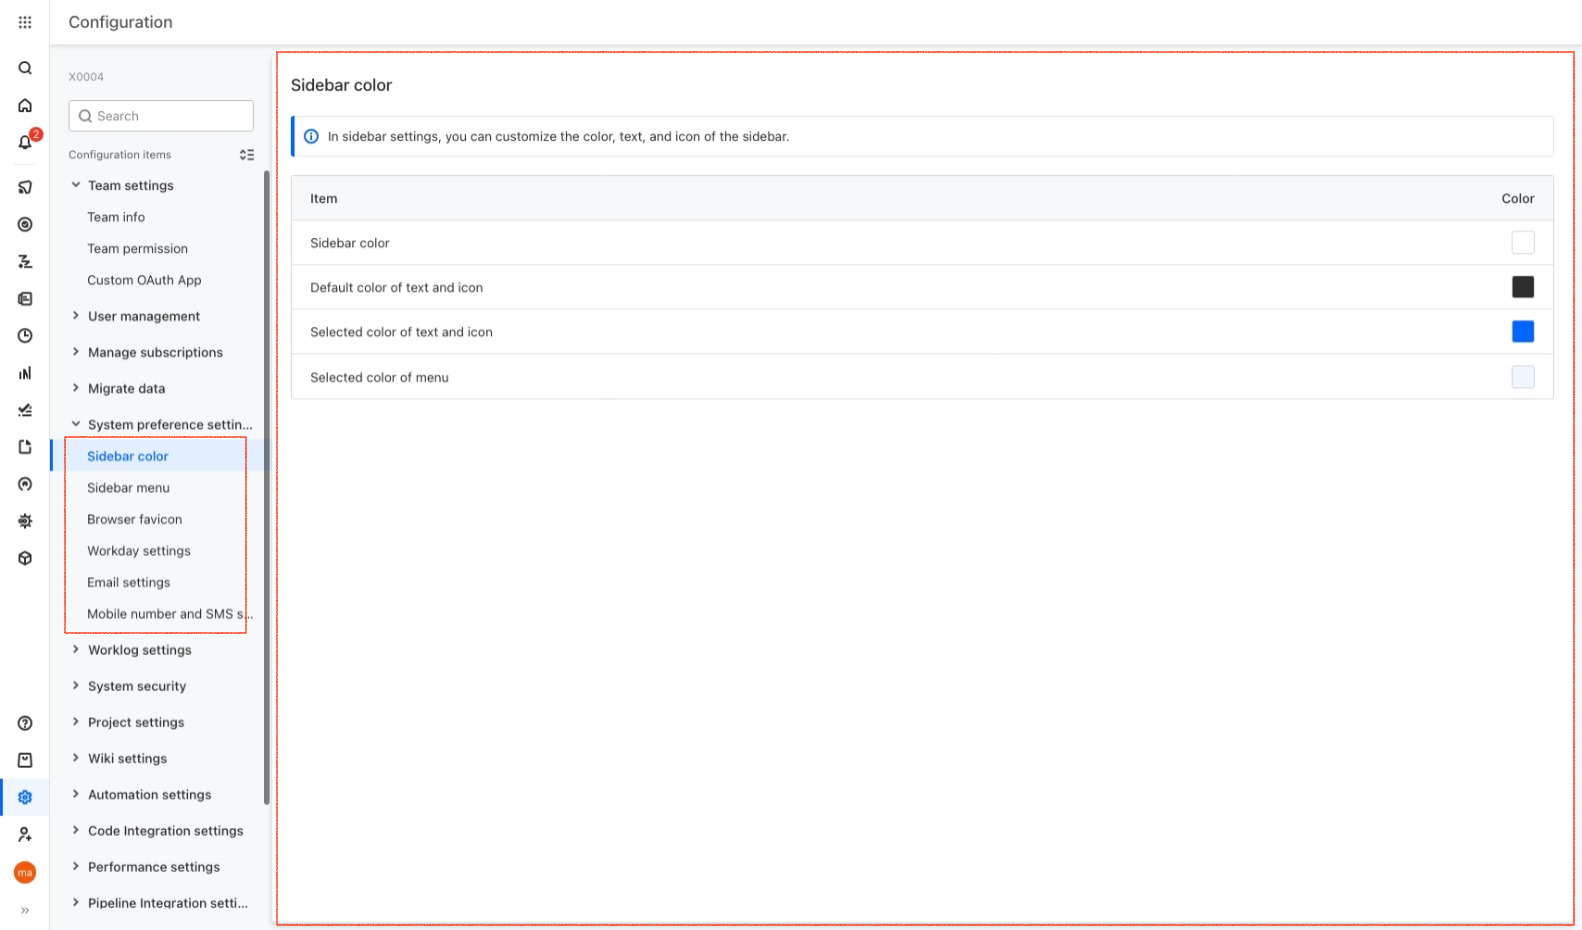 Configuration
2
ma
X0004
Search
Configuration items
Team settings
Team info
Team permission
Custom OAuth App
User management
Manage subscriptions
Migrate data
System preference settin...
Sidebar color
Sidebar menu
Browser favicon
Workday settings
Email settings
Mobile number and SMS s...
Worklog settings
System security
Project settings
Wiki settings
Automation settings
Code Integration settings
Performance settings
Pipeline Integration setti...
Sidebar color
In sidebar settings, you can customize the color, text, and icon of the sidebar.
Item Color
Sidebar color
Default color of text and icon
Selected color of text and icon
Selected color of menu